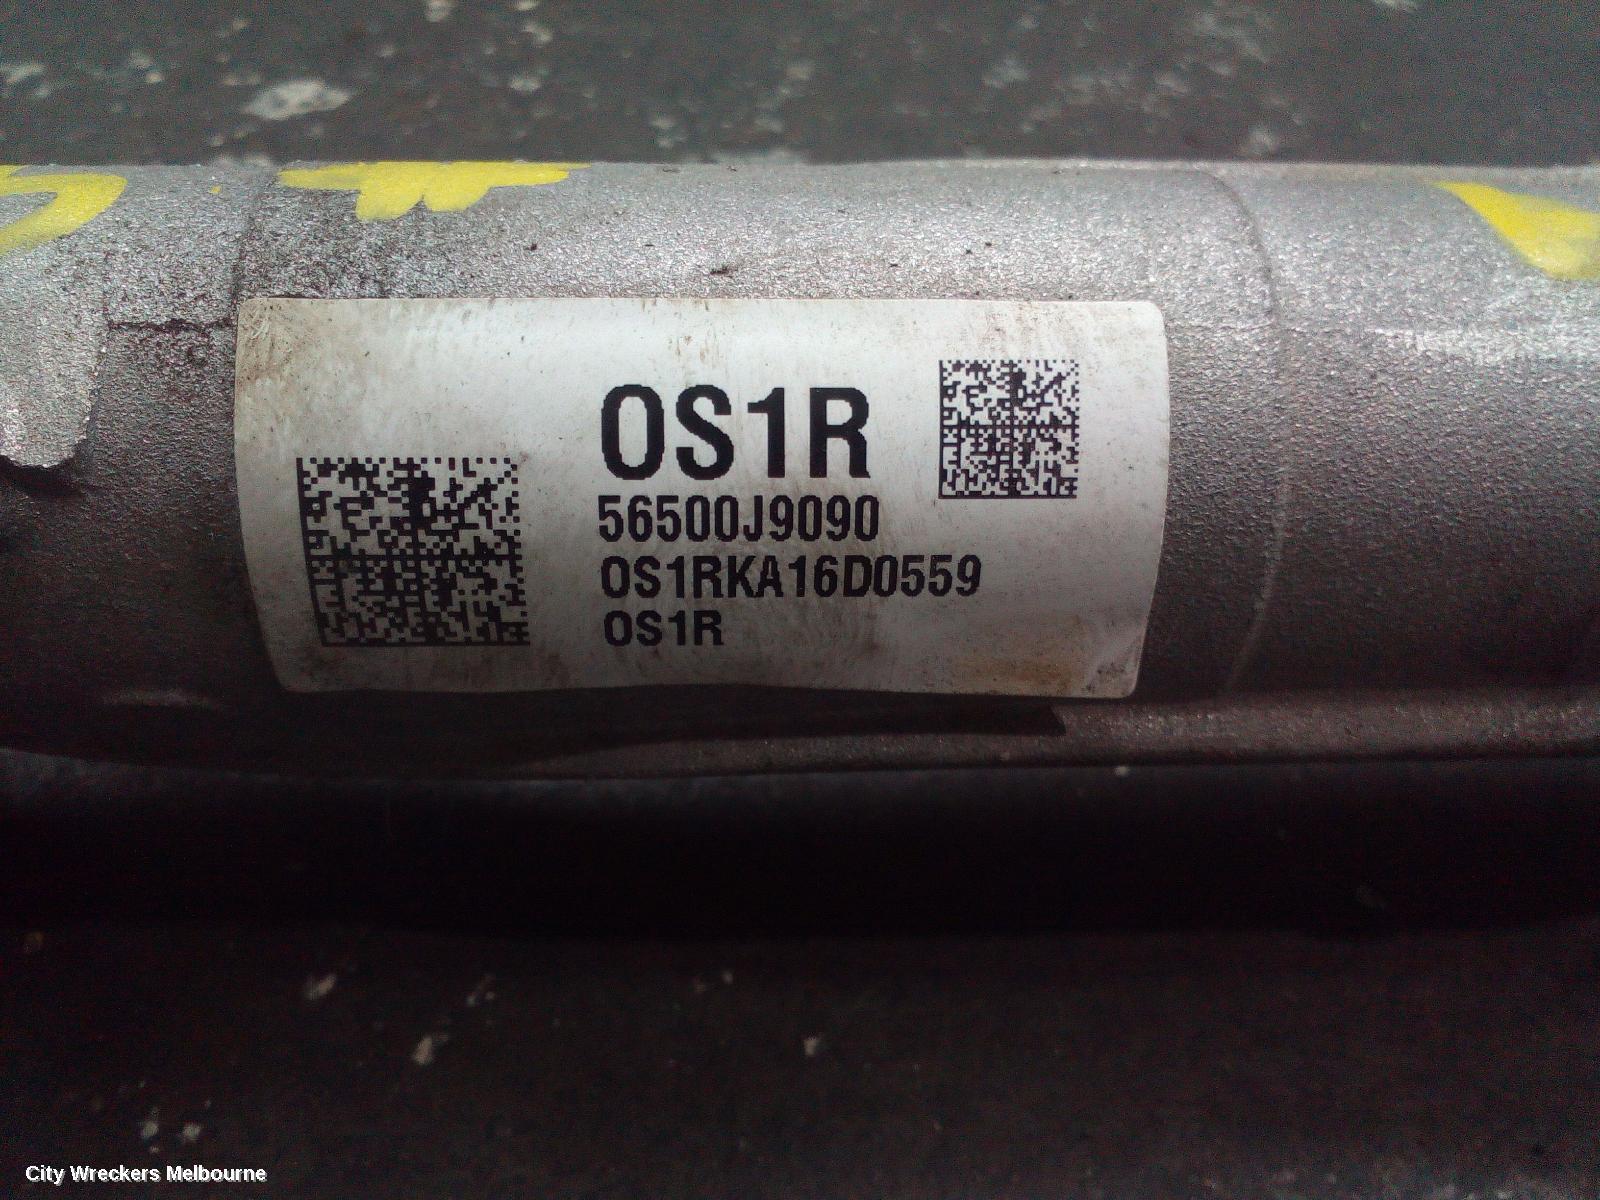 OS1R
56500J9090
OS1RKA16D0559
OS1R
City Wreckers Melbourne